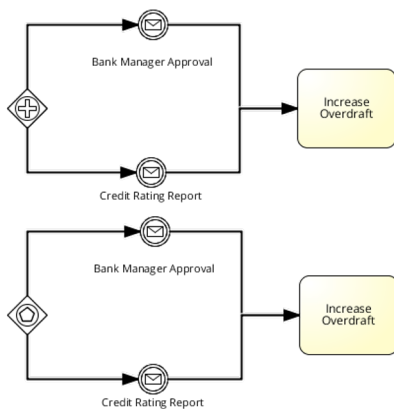 Bank Manager Approval
Increase
Overdraft
Credit Rating Report
Bank Manager Approval
Increase
Overdraft
Credit Rating Report